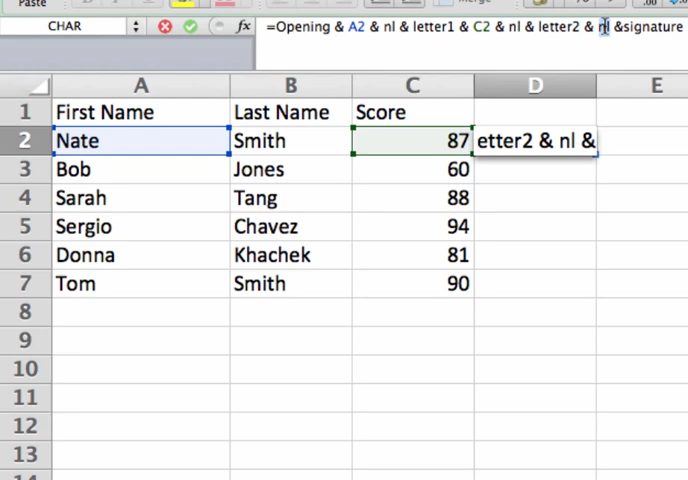 Paste
Merge
CHAR
fx
=Opening & A2 & nl & letter1 & C2 & nl & letter2 & nl &signature
A B C D E
1 First Name Last Name Score
2 Nate Smith 87 etter2 & nl &
3 Bob Jones 60
4 Sarah Tang 88
5 Sergio Chavez 94
6 Donna Khachek 81
7 Tom Smith 90
8
9
10
11
12
13
14